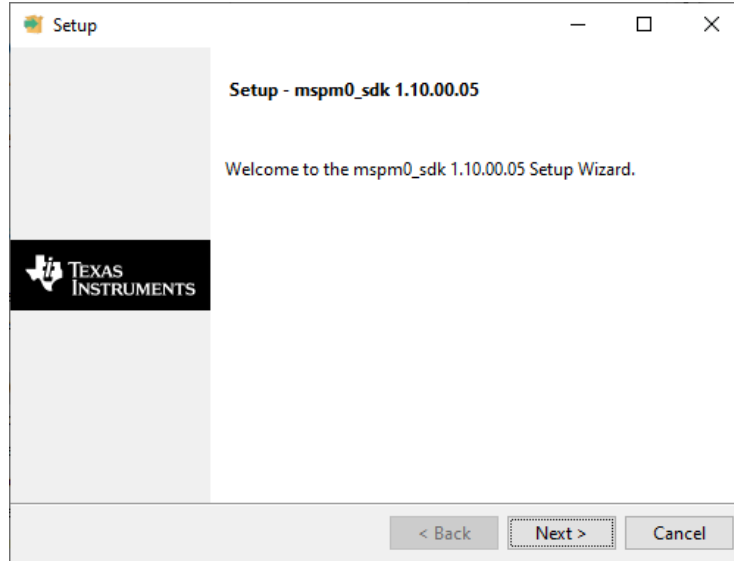 Setup
Setup - mspm0_sdk 1.10.00.05
Welcome to the mspm0_sdk 1.10.00.05 Setup Wizard.
TEXAS
INSTRUMENTS
< Back
Next >
Cancel